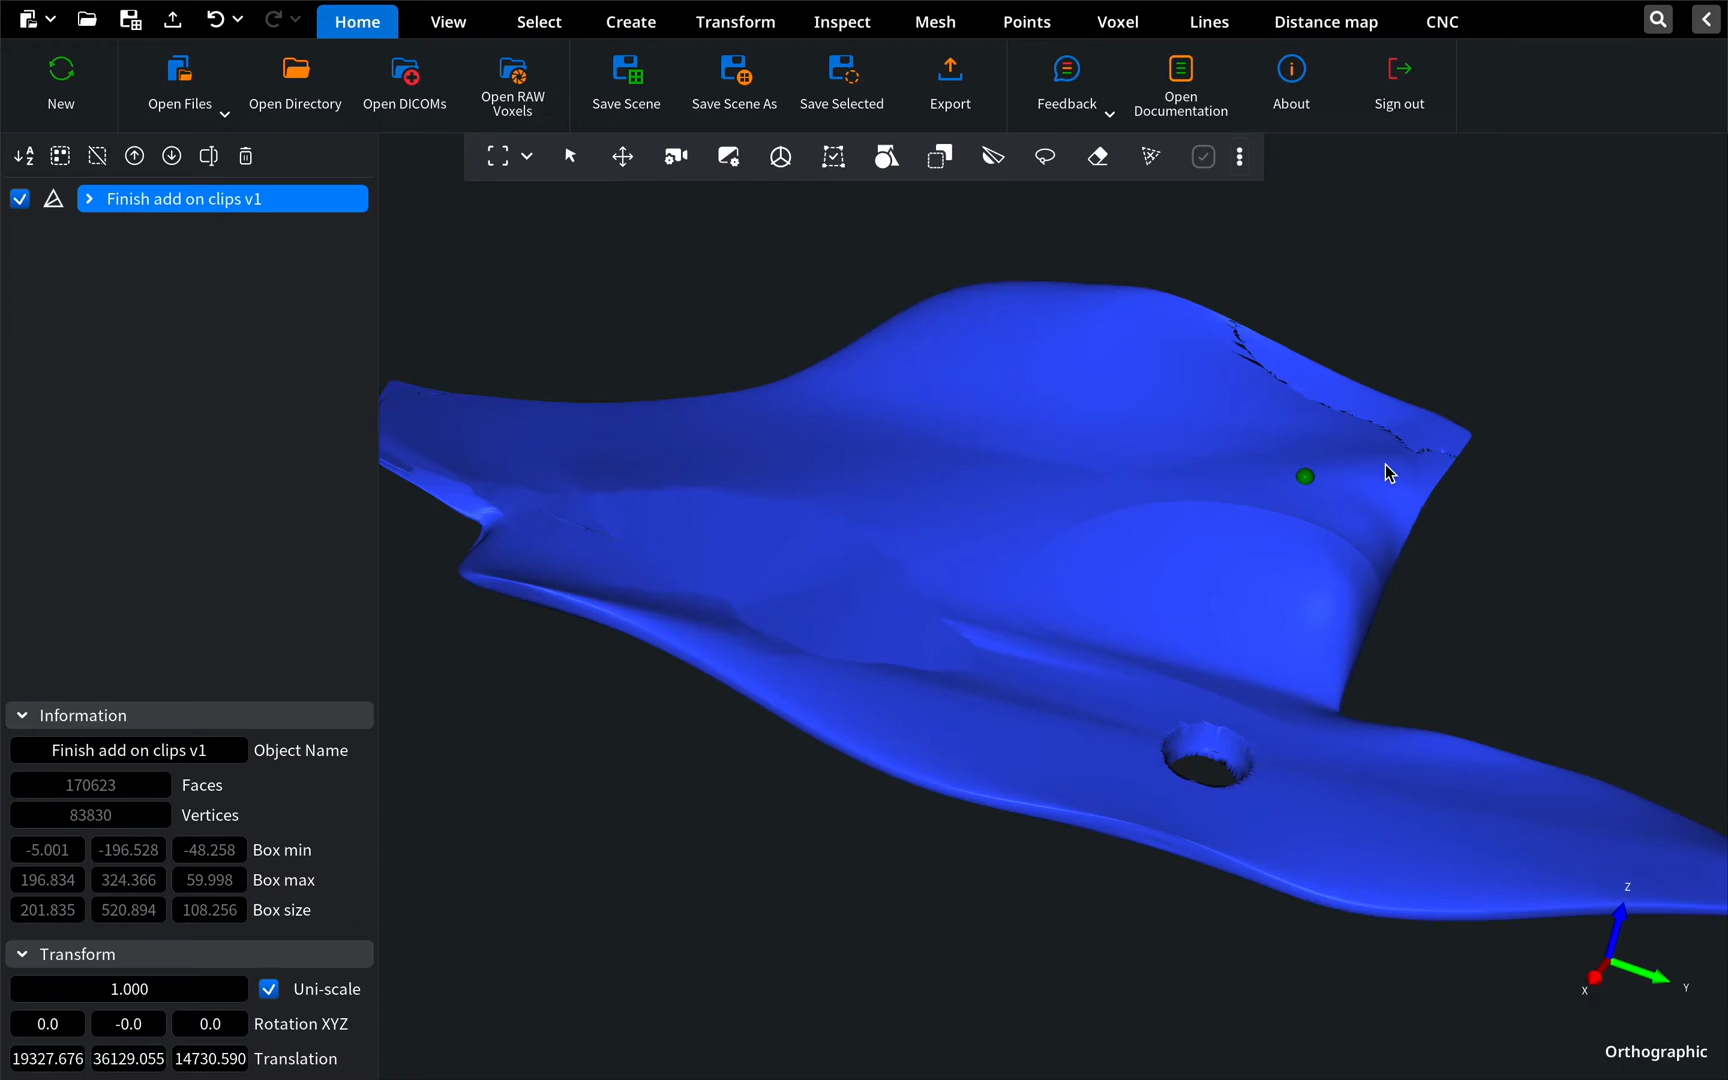 Home View Select Create Transform Inspect Mesh Points Voxel Lines Distance map CNC
New Open Files Open Directory Open DICOMs Open RAW Voxels Save Scene Save Scene As Save Selected Export Feedback Open Documentation About Sign out
Finish add on clips v1
Information
Finish add on clips v1 Object Name
170623 Faces
83830 Vertices
-5.001 -196.528 -48.258 Box min
196.834 324.366 59.998 Box max
201.835 520.894 108.256 Box size
Transform
1.000 Uni-scale
0.0 -0.0 0.0 Rotation XYZ
19327.676 36129.055 14730.590 Translation
Z
Y
X
Orthographic